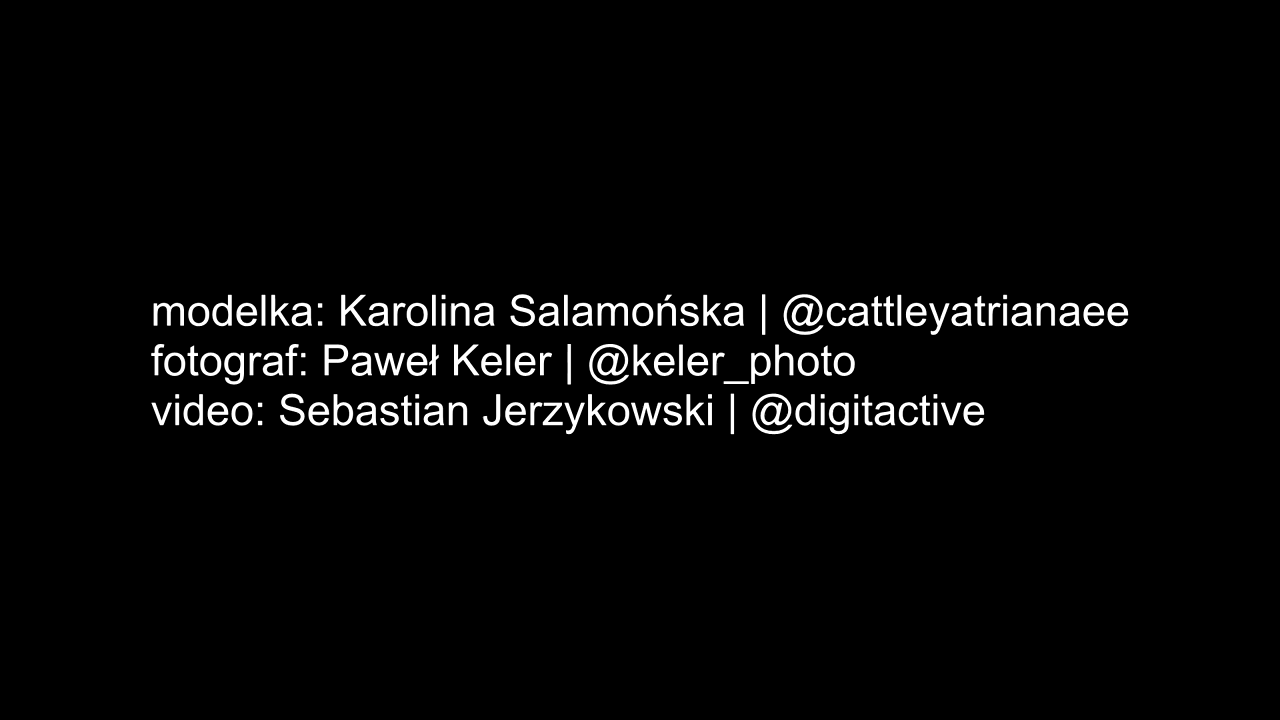 modelka: Karolina Salamońska | @cattleyatrianaee
fotograf: Paweł Keler | @keler_photo
video: Sebastian Jerzykowski | @digitactive